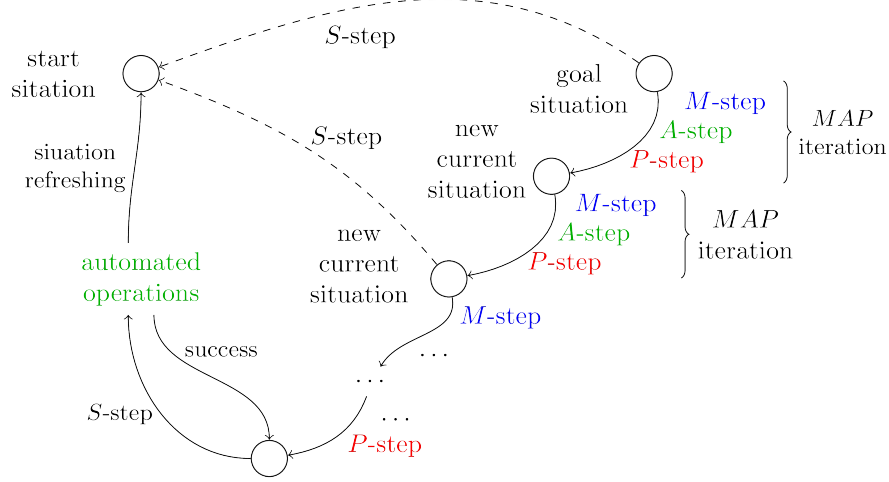 S-step
start
sitation
goal
situation
M-step
A-step
P-step
MAP
iteration
S-step
new
current
situation
siuation
refreshing
M-step
A-step
P-step
MAP
iteration
new
current
situation
automated
operations
M-step
...
success
...
S-step
...
P-step